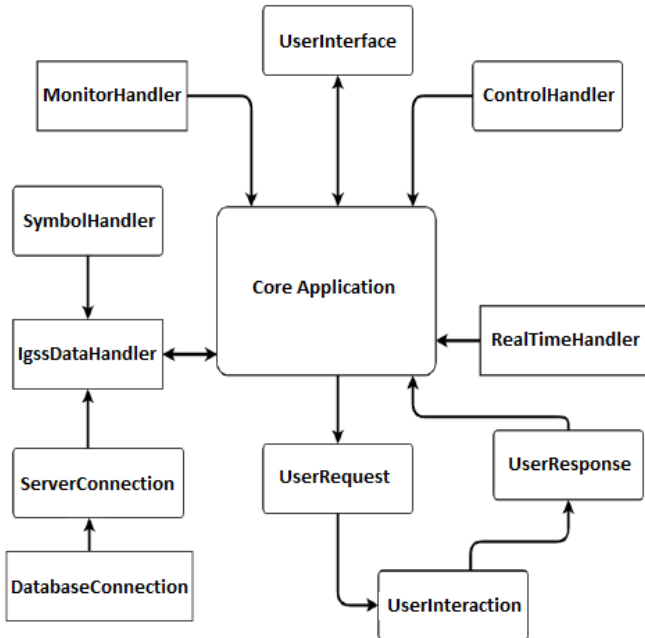 UserInterface
MonitorHandler
ControlHandler
SymbolHandler
Core Application
IgssDataHandler
RealTimeHandler
ServerConnection
UserRequest
UserResponse
DatabaseConnection
UserInteraction